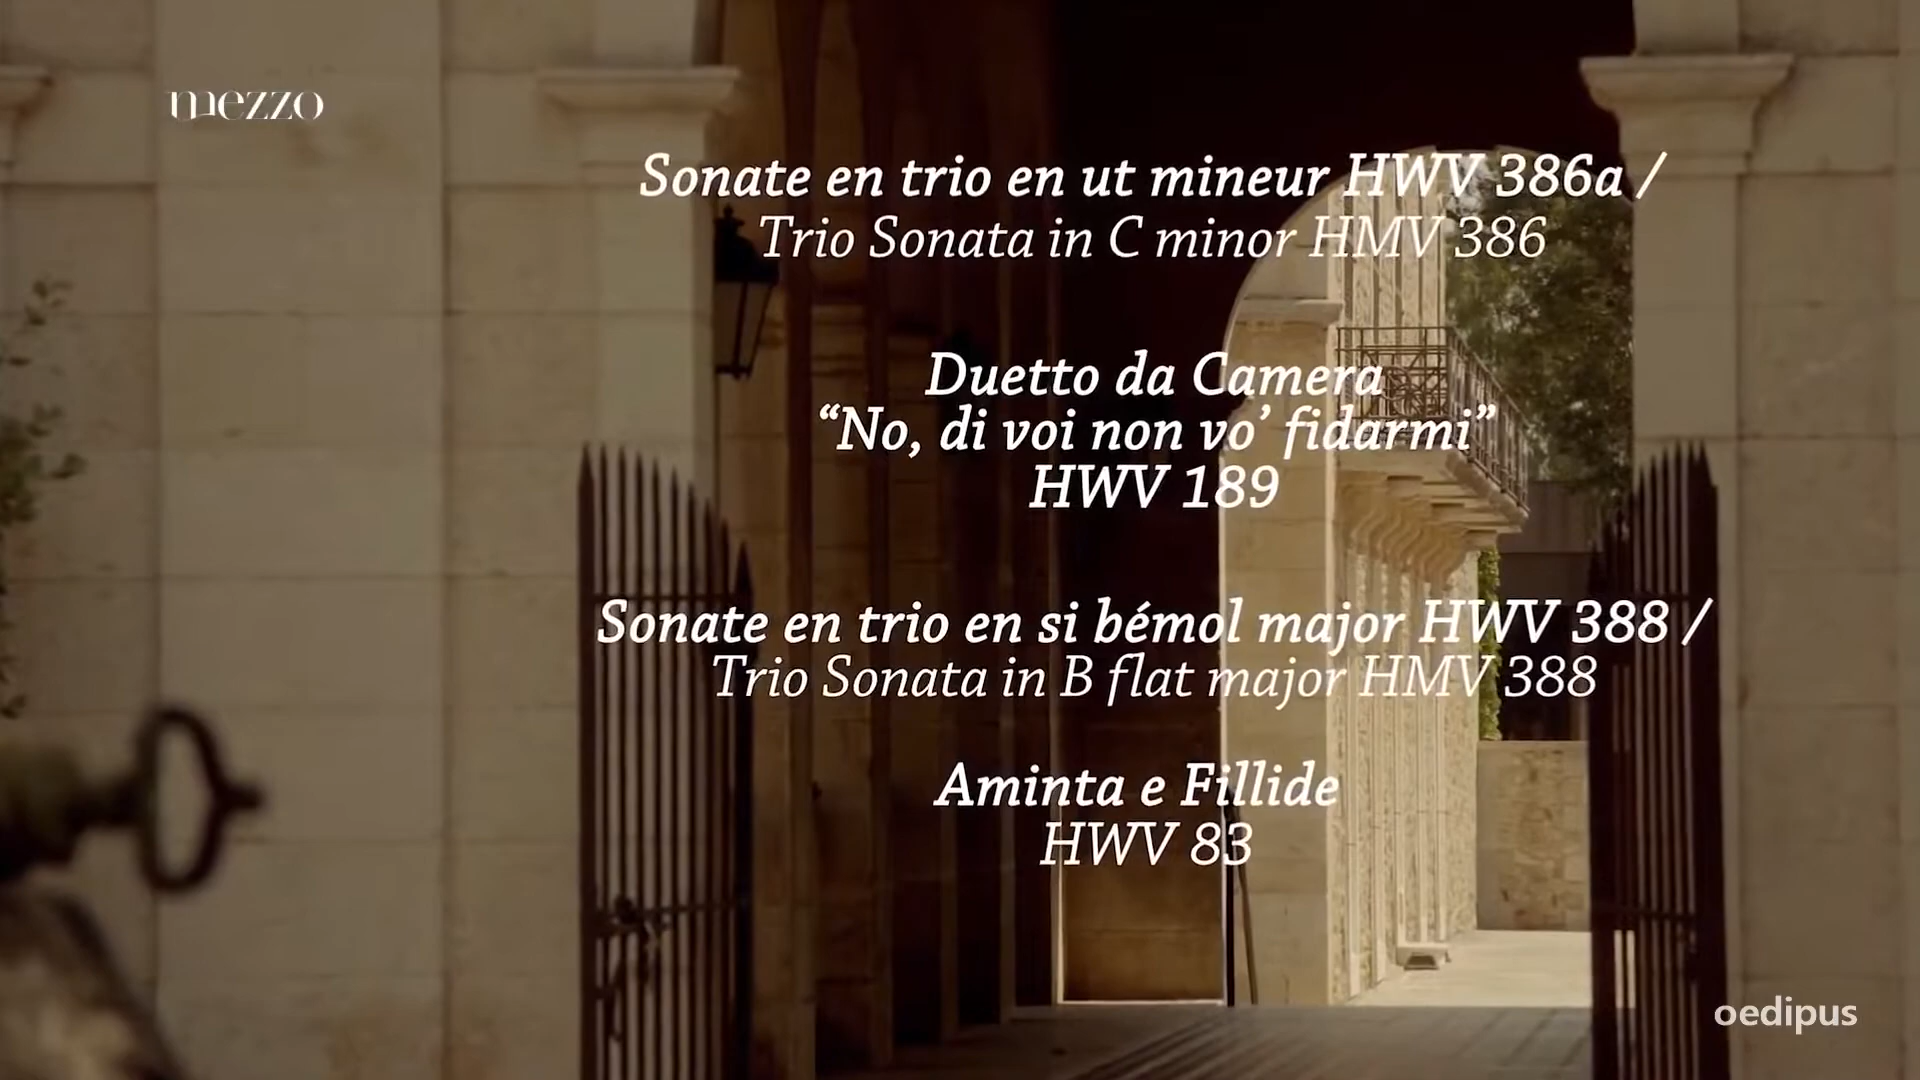 mezzo
Sonate en trio en ut mineur HWV 386a /
Trio Sonata in C minor HMV 386
Duetto da Camera
“No, di voi non vo’ fidarmi”
HWV 189
Sonate en trio en si bémol major HWV 388 /
Trio Sonata in B flat major HMV 388
Aminta e Fillide
HWV 83
oedipus